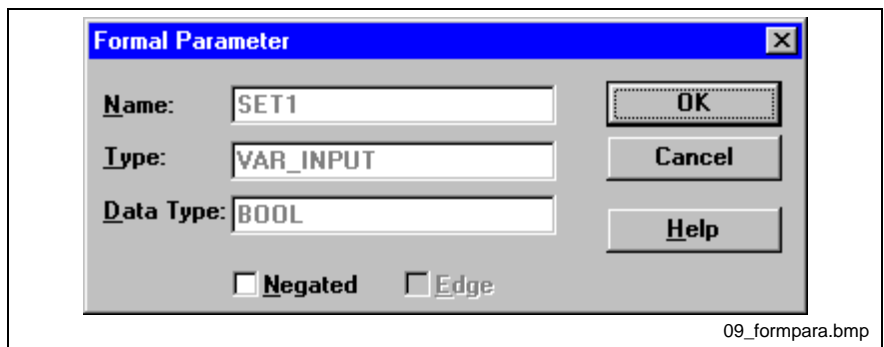 Formal Parameter
Name: SET1 OK
Type: VAR_INPUT Cancel
Data Type: BOOL
Help
Negated Edge
09_formpara.bmp